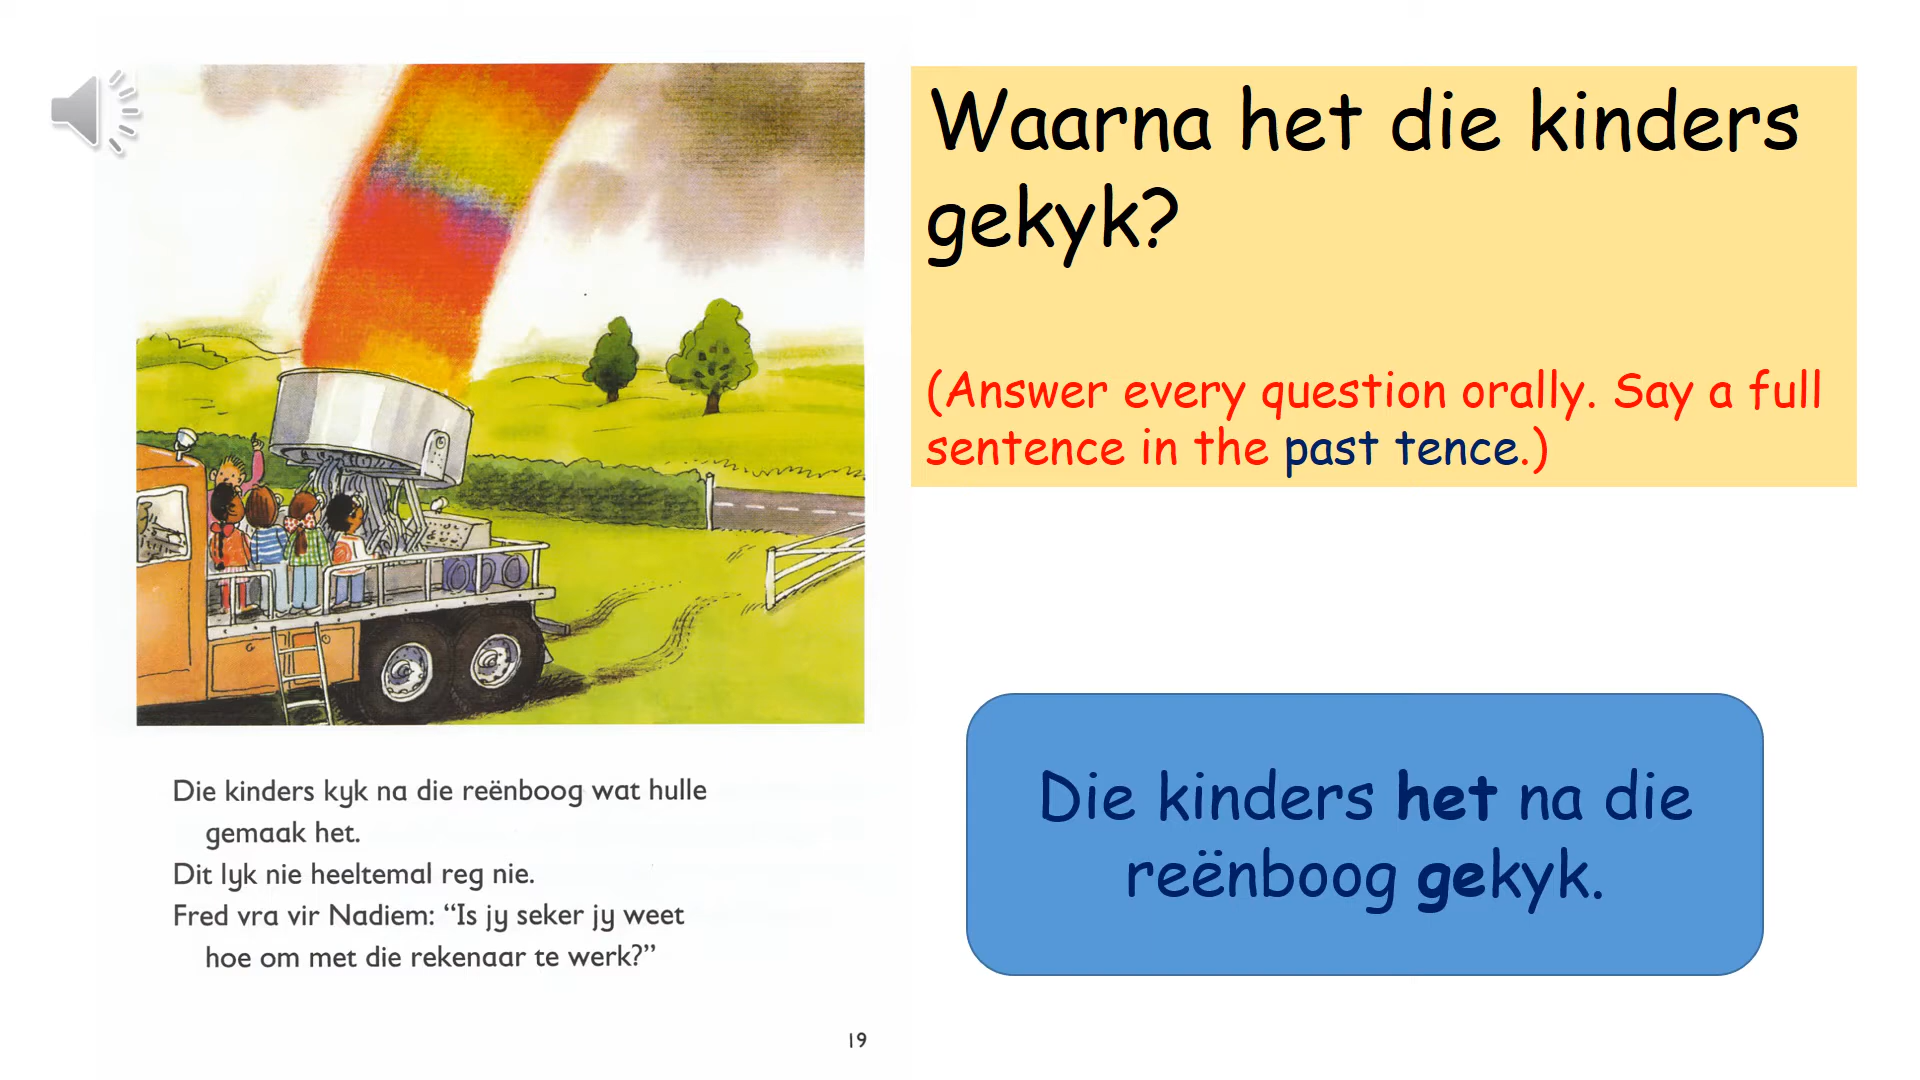 Waarna het die kinders
gekyk?
(Answer every question orally. Say a full
sentence in the past tence.)
Die kinders het na die
reënboog gekyk.
Die kinders kyk na die reënboog wat hulle
gemaak het.
Dit lyk nie heeltemal reg nie.
Fred vra vir Nadiem: “Is jy seker jy weet
hoe om met die rekenaar te werk?”
19